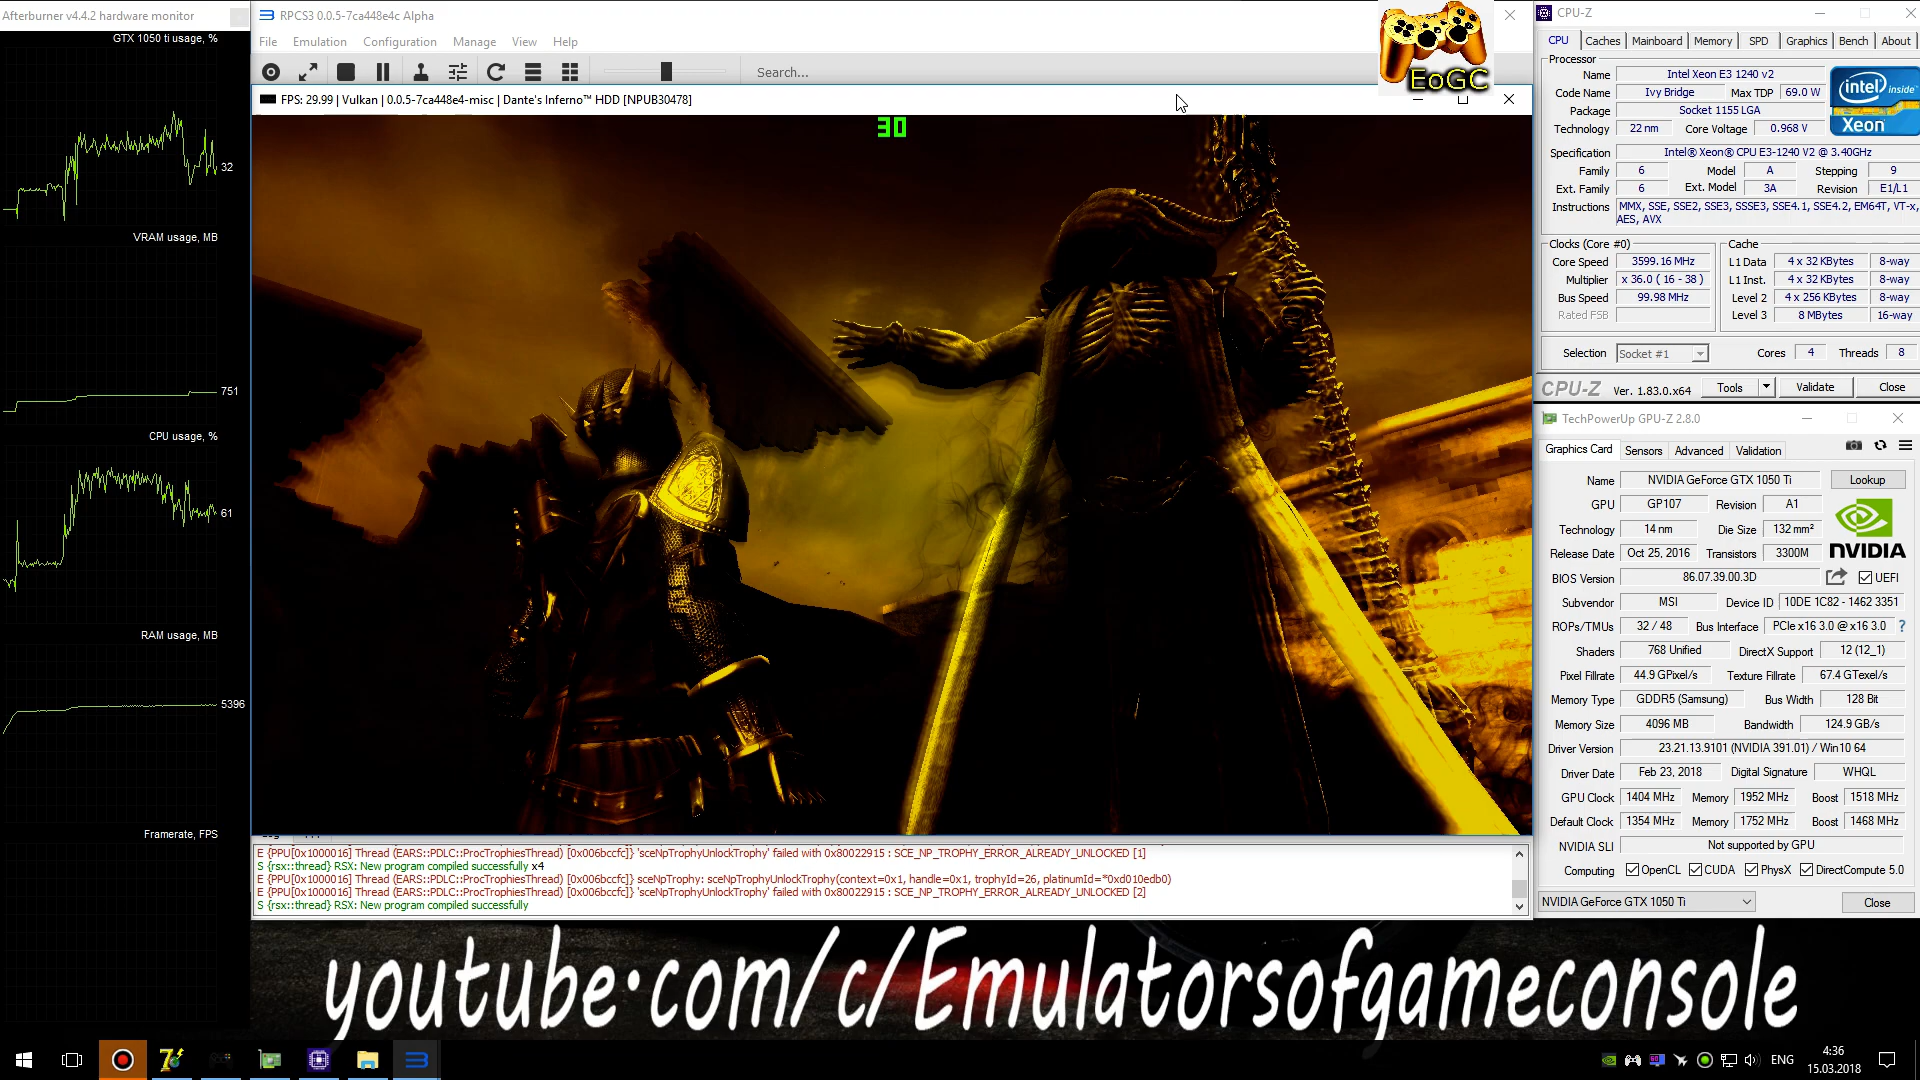 Afterburner v4.4.2 hardware monitor
GTX 1050 ti usage, %
32
VRAM usage, MB
751
CPU usage, %
61
RAM usage, MB
5396
Framerate, FPS
RPCS3 0.0.5-7ca448e4c Alpha
File Emulation Configuration Manage View Help
Search...
EoGC
FPS: 29.99 | Vulkan | 0.0.5-7ca448e4-misc | Dante's Inferno™ HDD [NPUB30478]
30
E {PPU[0x1000016] Thread (EARS::PDLC::ProcTrophiesThread) [0x006bccfc]} 'sceNpTrophyUnlockTrophy' failed with 0x80022915 : SCE_NP_TROPHY_ERROR_ALREADY_UNLOCKED [1]
S {rsx::thread} RSX: New program compiled successfully x4
E {PPU[0x1000016] Thread (EARS::PDLC::ProcTrophiesThread) [0x006bccfc]} sceNpTrophy: sceNpTrophyUnlockTrophy(context=0x1, handle=0x1, trophyId=26, platinumId=*0xd010edb0)
E {PPU[0x1000016] Thread (EARS::PDLC::ProcTrophiesThread) [0x006bccfc]} 'sceNpTrophyUnlockTrophy' failed with 0x80022915 : SCE_NP_TROPHY_ERROR_ALREADY_UNLOCKED [2]
S {rsx::thread} RSX: New program compiled successfully
CPU-Z
CPU Caches Mainboard Memory SPD Graphics Bench About
Processor
Name Intel Xeon E3 1240 v2
Code Name Ivy Bridge Max TDP 69.0 W
Package Socket 1155 LGA
Technology 22 nm Core Voltage 0.968 V
intel inside™
Xeon
Specification Intel® Xeon® CPU E3-1240 V2 @ 3.40GHz
Family 6 Model A Stepping 9
Ext. Family 6 Ext. Model 3A Revision E1/L1
Instructions MMX, SSE, SSE2, SSE3, SSSE3, SSE4.1, SSE4.2, EM64T, VT-x,
AES, AVX
Clocks (Core #0)
Core Speed 3599.16 MHz
Multiplier x 36.0 ( 16 - 38 )
Bus Speed 99.98 MHz
Rated FSB
Cache
L1 Data 4 x 32 KBytes 8-way
L1 Inst. 4 x 32 KBytes 8-way
Level 2 4 x 256 KBytes 8-way
Level 3 8 MBytes 16-way
Selection Socket #1 Cores 4 Threads 8
CPU-Z Ver. 1.83.0.x64 Tools Validate Close
TechPowerUp GPU-Z 2.8.0
Graphics Card Sensors Advanced Validation
Name NVIDIA GeForce GTX 1050 Ti Lookup
GPU GP107 Revision A1
Technology 14 nm Die Size 132 mm²
Release Date Oct 25, 2016 Transistors 3300M
NVIDIA
BIOS Version 86.07.39.00.3D UEFI
Subvendor MSI Device ID 10DE 1C82 - 1462 3351
ROPs/TMUs 32 / 48 Bus Interface PCIe x16 3.0 @ x16 3.0 ?
Shaders 768 Unified DirectX Support 12 (12_1)
Pixel Fillrate 44.9 GPixel/s Texture Fillrate 67.4 GTexel/s
Memory Type GDDR5 (Samsung) Bus Width 128 Bit
Memory Size 4096 MB Bandwidth 124.9 GB/s
Driver Version 23.21.13.9101 (NVIDIA 391.01) / Win10 64
Driver Date Feb 23, 2018 Digital Signature WHQL
GPU Clock 1404 MHz Memory 1952 MHz Boost 1518 MHz
Default Clock 1354 MHz Memory 1752 MHz Boost 1468 MHz
NVIDIA SLI Not supported by GPU
Computing OpenCL CUDA PhysX DirectCompute 5.0
NVIDIA GeForce GTX 1050 Ti Close
youtube.com/c/Emulatorsofgameconsole
ENG
4:36
15.03.2018